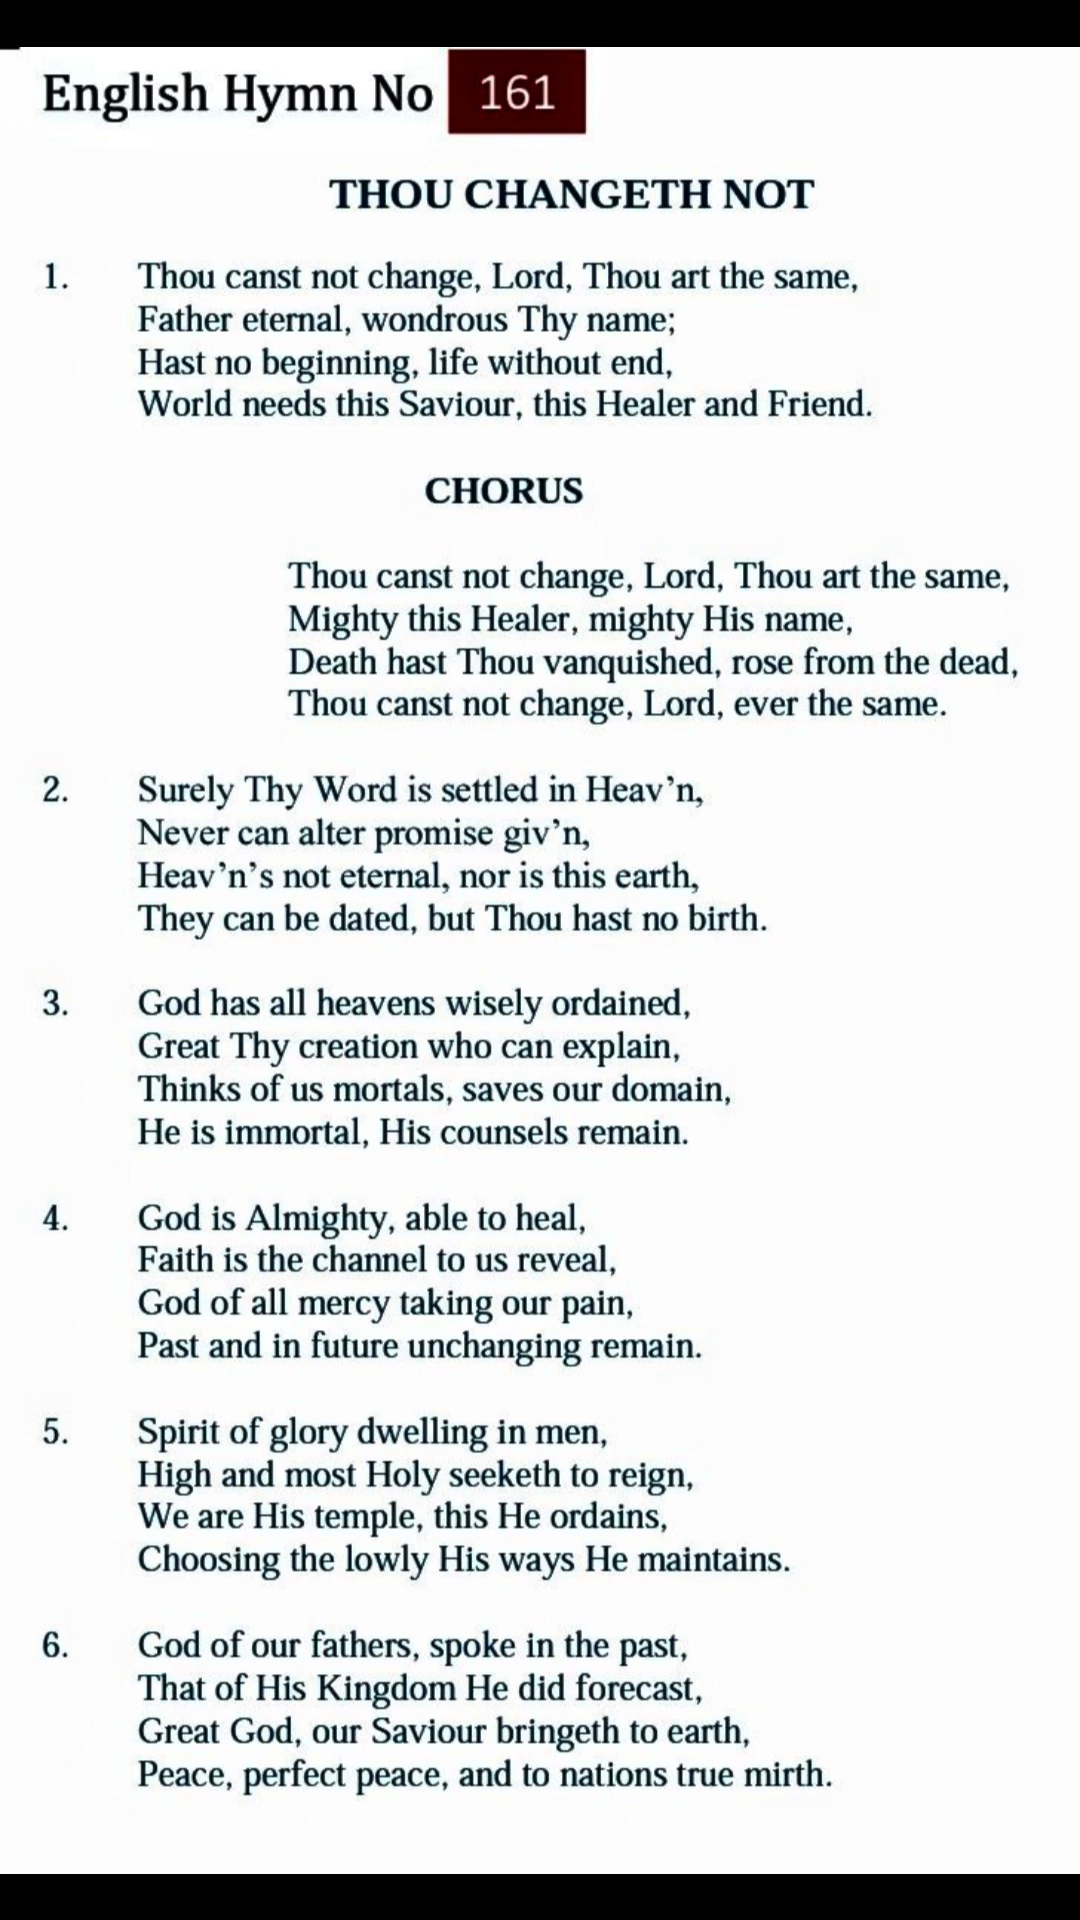 English Hymn No 161
THOU CHANGETH NOT
1. Thou canst not change, Lord, Thou art the same,
Father eternal, wondrous Thy name;
Hast no beginning, life without end,
World needs this Saviour, this Healer and Friend.
CHORUS
Thou canst not change, Lord, Thou art the same,
Mighty this Healer, mighty His name,
Death hast Thou vanquished, rose from the dead,
Thou canst not change, Lord, ever the same.
2. Surely Thy Word is settled in Heav’n,
Never can alter promise giv’n,
Heav’n’s not eternal, nor is this earth,
They can be dated, but Thou hast no birth.
3. God has all heavens wisely ordained,
Great Thy creation who can explain,
Thinks of us mortals, saves our domain,
He is immortal, His counsels remain.
4. God is Almighty, able to heal,
Faith is the channel to us reveal,
God of all mercy taking our pain,
Past and in future unchanging remain.
5. Spirit of glory dwelling in men,
High and most Holy seeketh to reign,
We are His temple, this He ordains,
Choosing the lowly His ways He maintains.
6. God of our fathers, spoke in the past,
That of His Kingdom He did forecast,
Great God, our Saviour bringeth to earth,
Peace, perfect peace, and to nations true mirth.